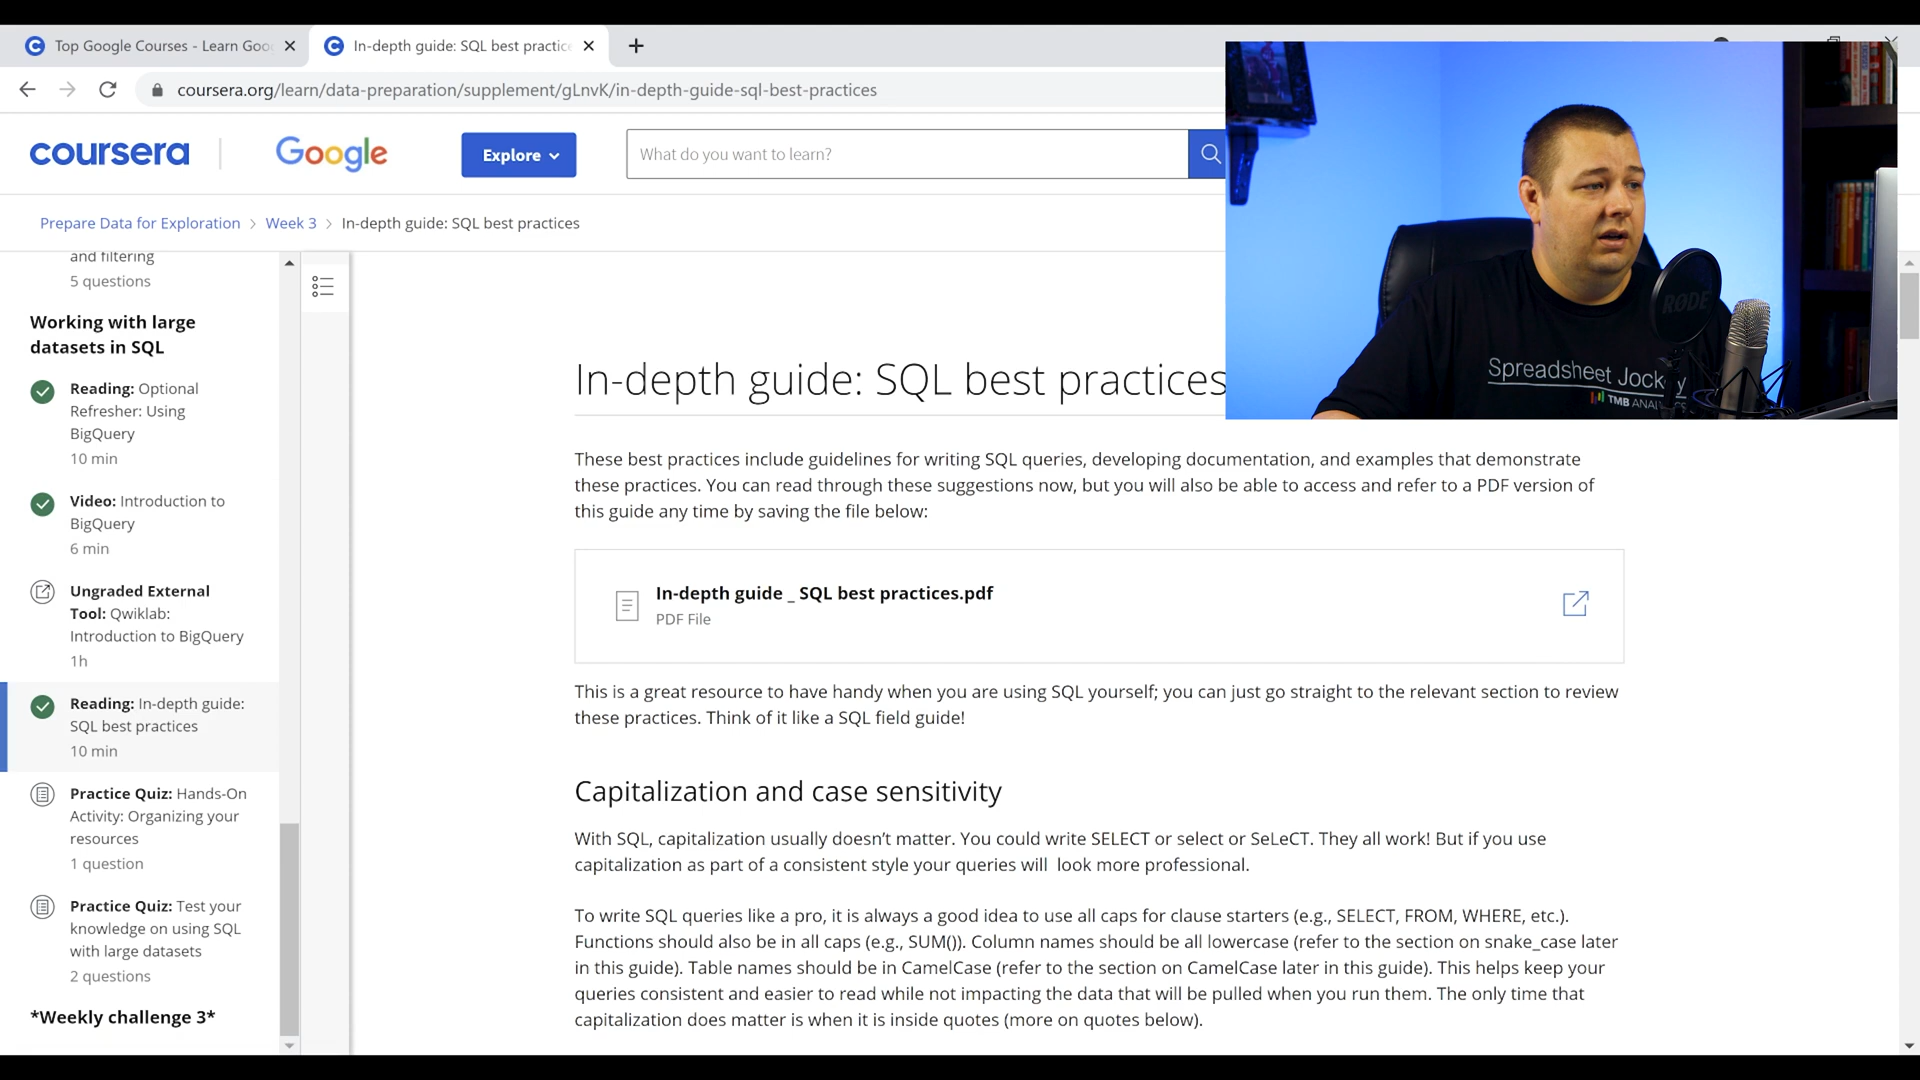 Top Google Courses - Learn Goo
In-depth guide: SQL best practice
coursera.org/learn/data-preparation/supplement/gLnvK/in-depth-guide-sql-best-practices
coursera
Google
Explore
What do you want to learn?
Prepare Data for Exploration > Week 3 > In-depth guide: SQL best practices
and filtering
5 questions
Working with large
datasets in SQL
Reading: Optional
Refresher: Using
BigQuery
10 min
Video: Introduction to
BigQuery
6 min
Ungraded External
Tool: Qwiklab:
Introduction to BigQuery
1h
Reading: In-depth guide:
SQL best practices
10 min
Practice Quiz: Hands-On
Activity: Organizing your
resources
1 question
Practice Quiz: Test your
knowledge on using SQL
with large datasets
2 questions
*Weekly challenge 3*
In-depth guide: SQL best practices
These best practices include guidelines for writing SQL queries, developing documentation, and examples that demonstrate
these practices. You can read through these suggestions now, but you will also be able to access and refer to a PDF version of
this guide any time by saving the file below:
In-depth guide _ SQL best practices.pdf
PDF File
This is a great resource to have handy when you are using SQL yourself; you can just go straight to the relevant section to review
these practices. Think of it like a SQL field guide!
Capitalization and case sensitivity
With SQL, capitalization usually doesn't matter. You could write SELECT or select or SeLeCT. They all work! But if you use
capitalization as part of a consistent style your queries will  look more professional.
To write SQL queries like a pro, it is always a good idea to use all caps for clause starters (e.g., SELECT, FROM, WHERE, etc.).
Functions should also be in all caps (e.g., SUM()). Column names should be all lowercase (refer to the section on snake_case later
in this guide). Table names should be in CamelCase (refer to the section on CamelCase later in this guide). This helps keep your
queries consistent and easier to read while not impacting the data that will be pulled when you run them. The only time that
capitalization does matter is when it is inside quotes (more on quotes below).
RØDE
Spreadsheet Jock y
TMB ANA